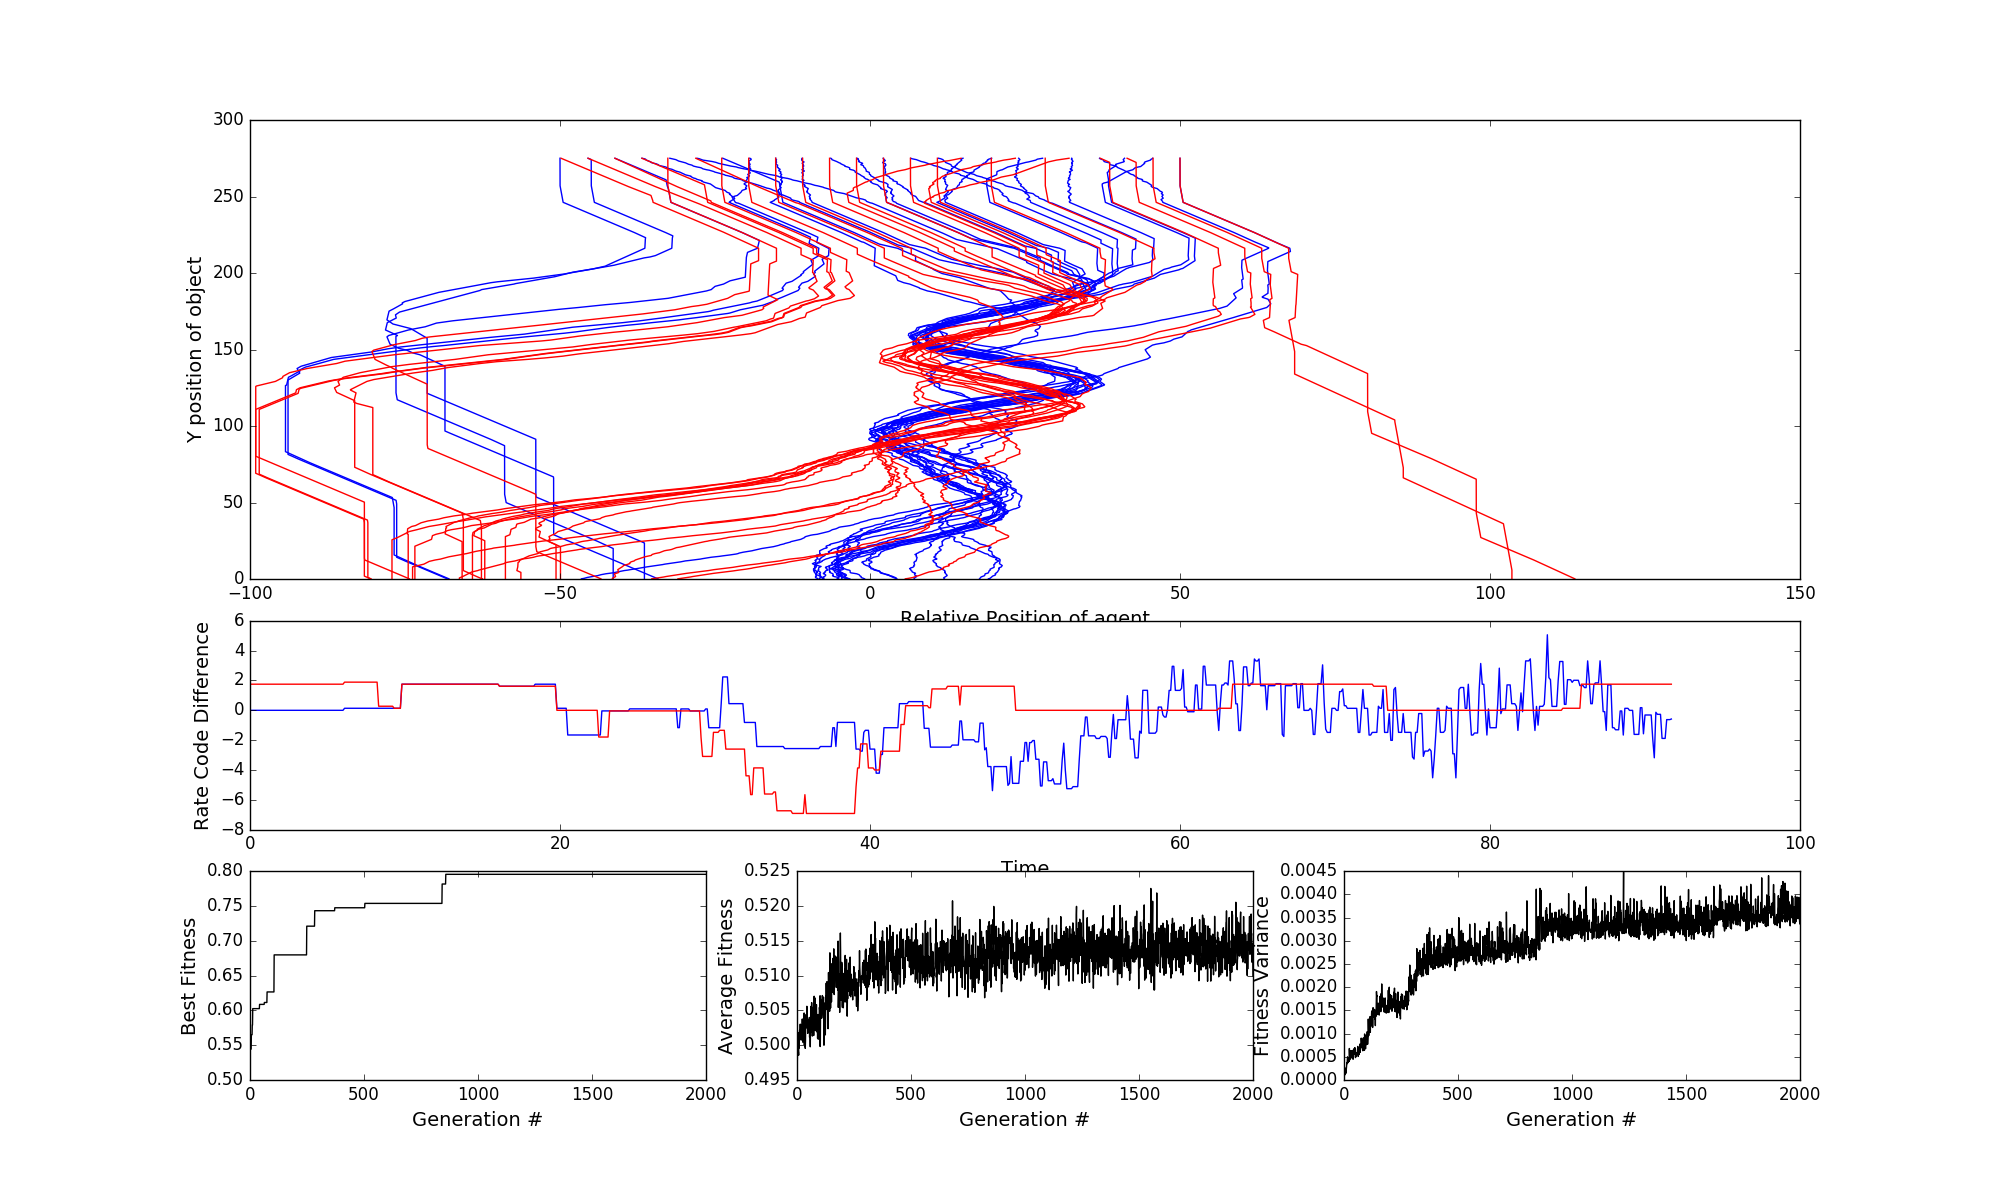 300
250
200
150
100
50
0
Y position of object
−100 −50 0 50 100 150
Relative Position of agent
6
4
2
0
−2
−4
−6
−8
Rate Code Difference
0 20 40 60 80 100
Time
0.80
0.75
0.70
0.65
0.60
0.55
0.50
Best Fitness
0 500 1000 1500 2000
Generation #
0.525
0.520
0.515
0.510
0.505
0.500
0.495
Average Fitness
0 500 1000 1500 2000
Generation #
0.0045
0.0040
0.0035
0.0030
0.0025
0.0020
0.0015
0.0010
0.0005
0.0000
Fitness Variance
0 500 1000 1500 2000
Generation #